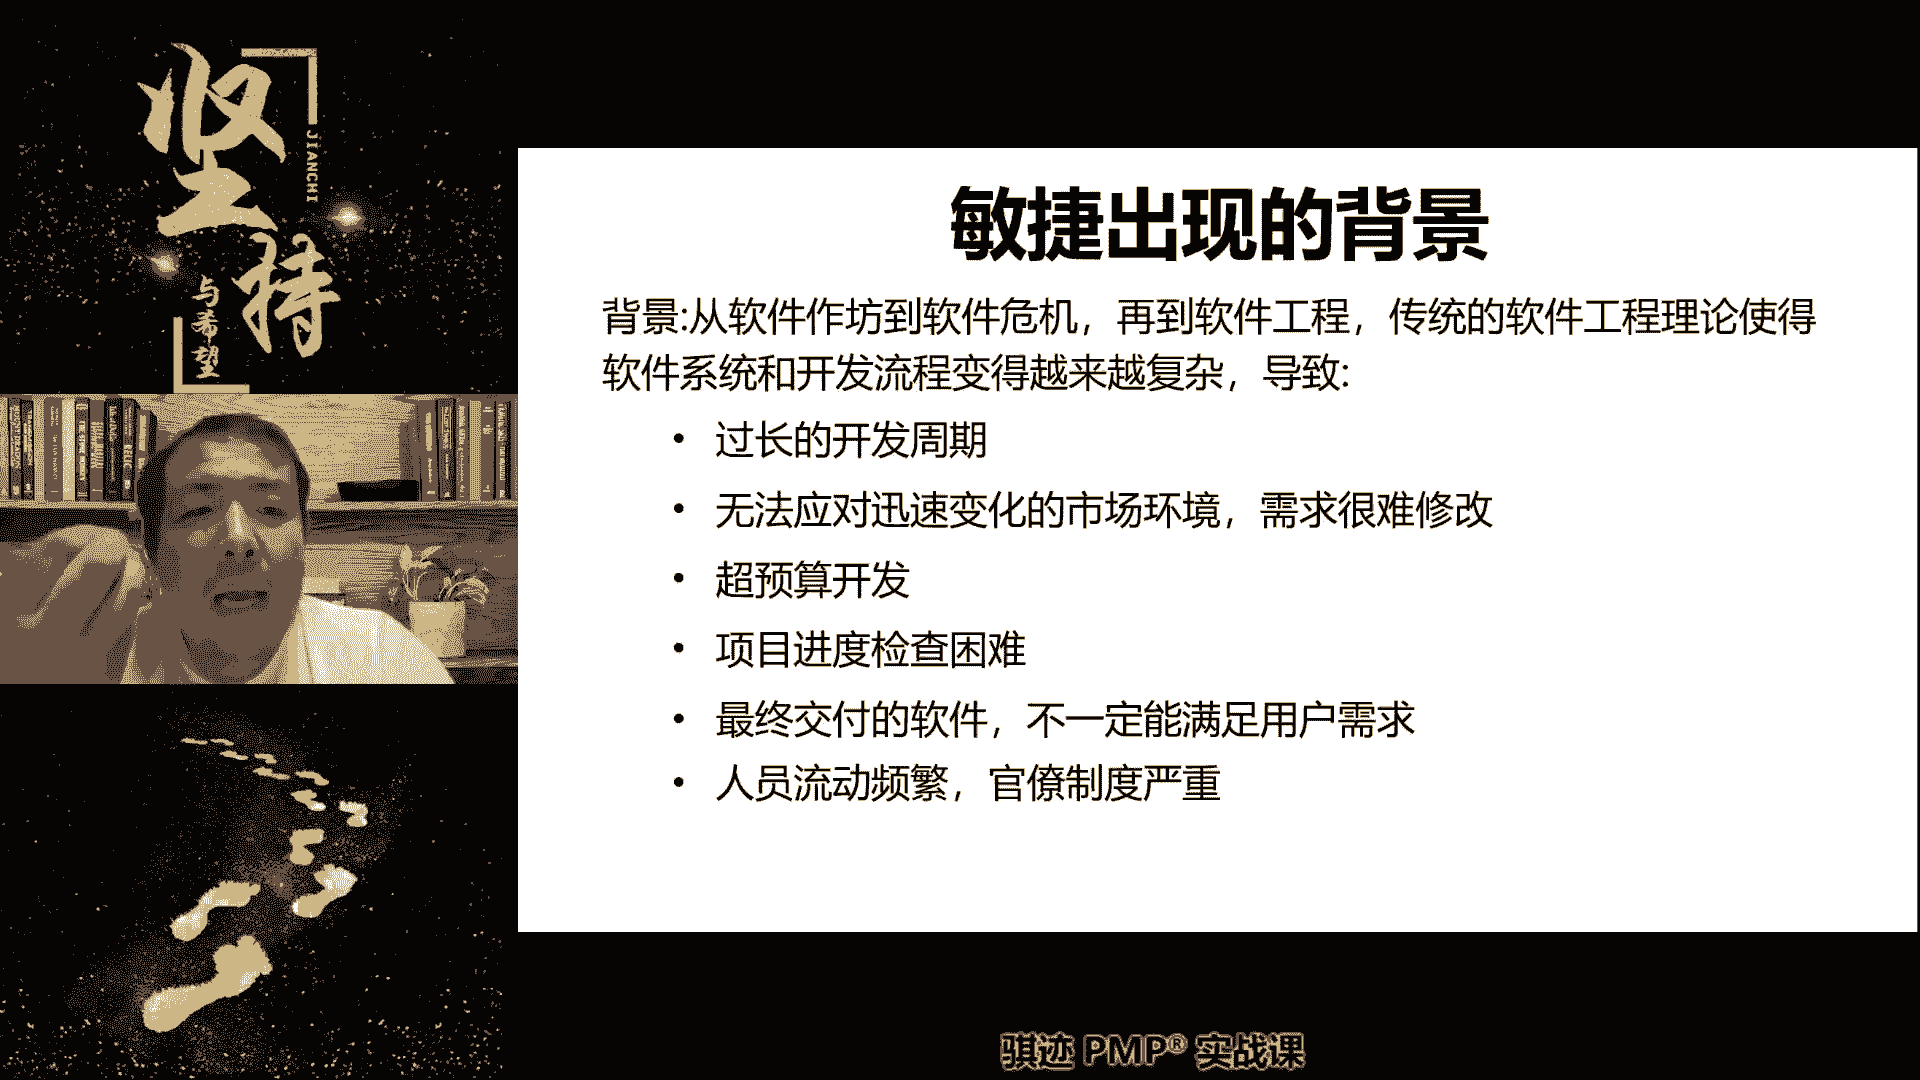 坚持
JIANCHI
与希望
敏捷出现的背景
背景:从软件作坊到软件危机，再到软件工程，传统的软件工程理论使得
软件系统和开发流程变得越来越复杂，导致:
• 过长的开发周期
• 无法应对迅速变化的市场环境，需求很难修改
• 超预算开发
• 项目进度检查困难
• 最终交付的软件，不一定能满足用户需求
• 人员流动频繁，官僚制度严重
骐迹 PMP® 实战课